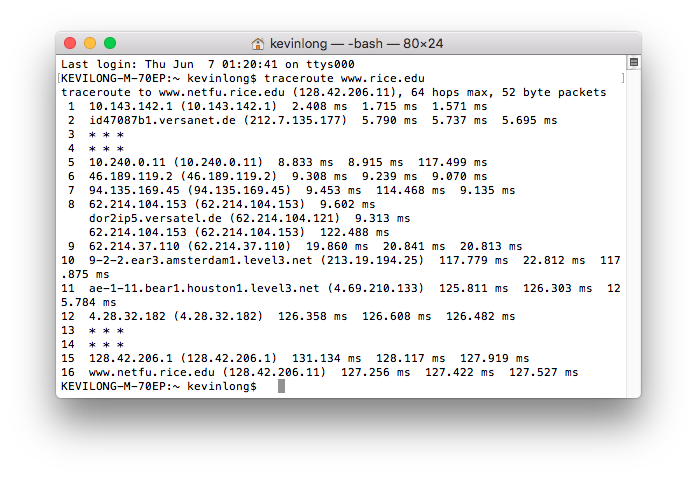 kevinlong — -bash — 80×24
Last login: Thu Jun  7 01:20:41 on ttys000
[KEVILONG-M-70EP:~ kevinlong$ traceroute www.rice.edu                            ]
traceroute to www.netfu.rice.edu (128.42.206.11), 64 hops max, 52 byte packets
 1  10.143.142.1 (10.143.142.1)  2.408 ms  1.715 ms  1.571 ms
 2  id47087b1.versanet.de (212.7.135.177)  5.790 ms  5.737 ms  5.695 ms
 3  * * *
 4  * * *
 5  10.240.0.11 (10.240.0.11)  8.833 ms  8.915 ms  117.499 ms
 6  46.189.119.2 (46.189.119.2)  9.308 ms  9.239 ms  9.070 ms
 7  94.135.169.45 (94.135.169.45)  9.453 ms  114.468 ms  9.135 ms
 8  62.214.104.153 (62.214.104.153)  9.602 ms
    dor2ip5.versatel.de (62.214.104.121)  9.313 ms
    62.214.104.153 (62.214.104.153)  122.488 ms
 9  62.214.37.110 (62.214.37.110)  19.860 ms  20.841 ms  20.813 ms
10  9-2-2.ear3.amsterdam1.level3.net (213.19.194.25)  117.779 ms  22.812 ms  117
.875 ms
11  ae-1-11.bear1.houston1.level3.net (4.69.210.133)  125.811 ms  126.303 ms  12
5.784 ms
12  4.28.32.182 (4.28.32.182)  126.358 ms  126.608 ms  126.482 ms
13  * * *
14  * * *
15  128.42.206.1 (128.42.206.1)  131.134 ms  128.117 ms  127.919 ms
16  www.netfu.rice.edu (128.42.206.11)  127.256 ms  127.422 ms  127.527 ms
KEVILONG-M-70EP:~ kevinlong$